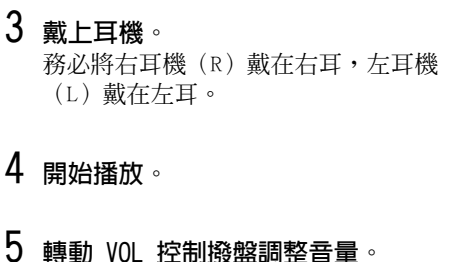 3 戴上耳機。
務必將右耳機（R）戴在右耳，左耳機
（L）戴在左耳。
4 開始播放。
5 轉動 VOL 控制撥盤調整音量。